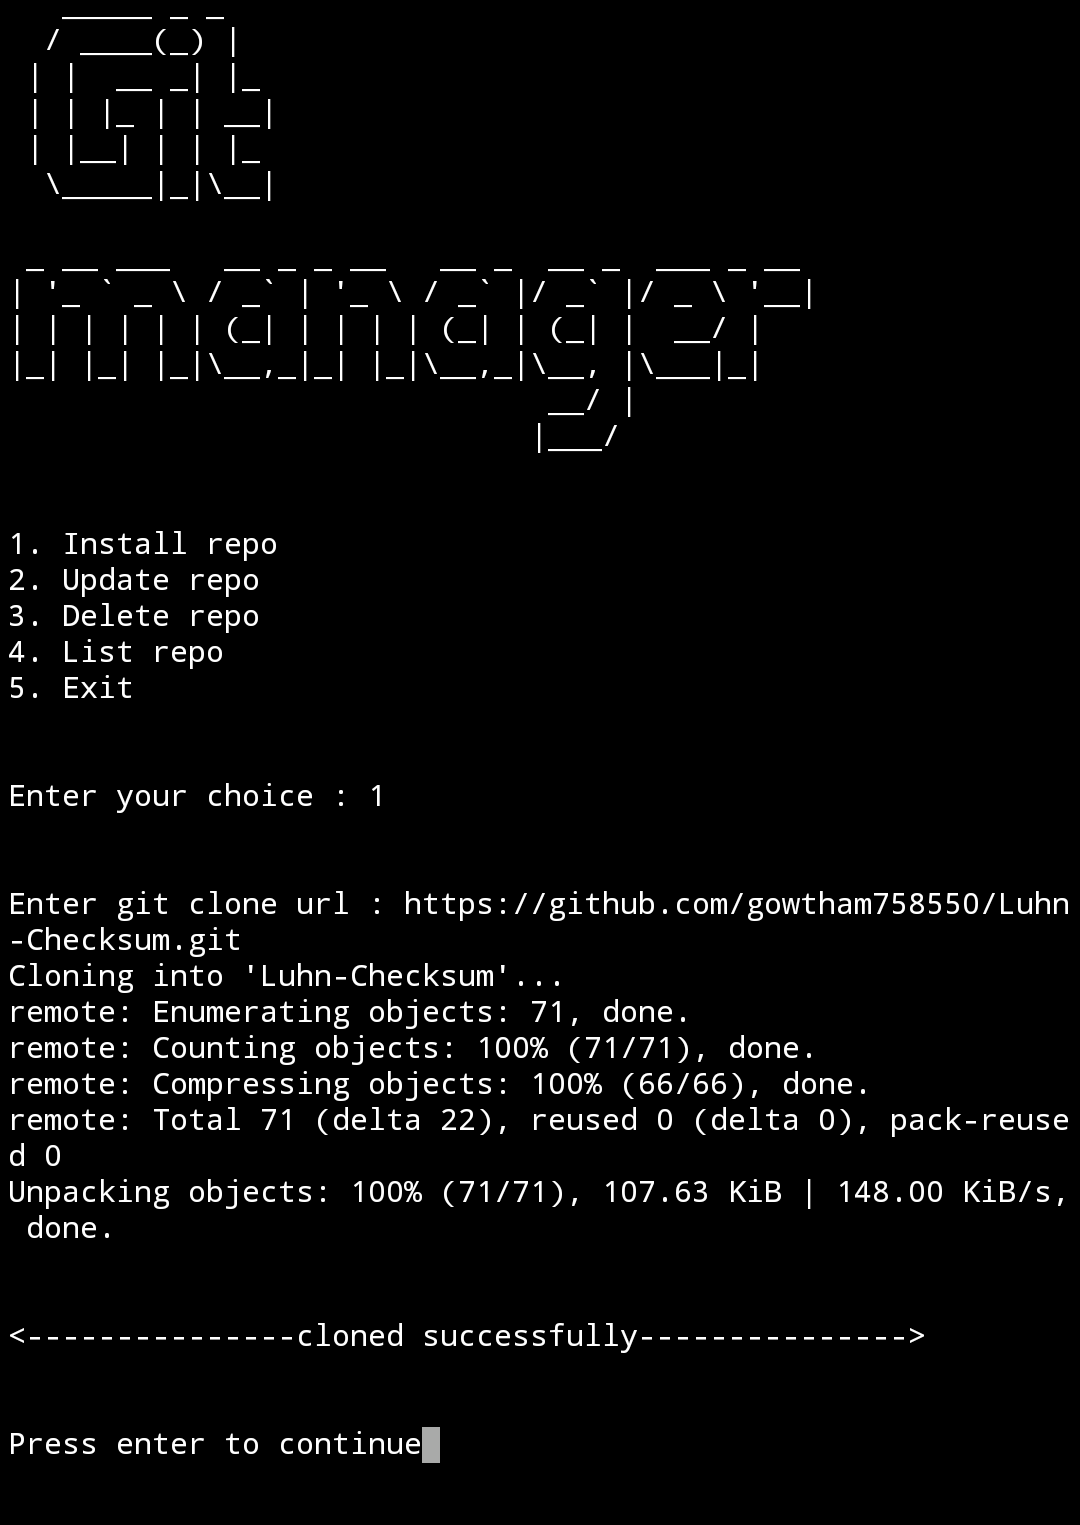 Git
manager
1. Install repo
2. Update repo
3. Delete repo
4. List repo
5. Exit
Enter your choice : 1
Enter git clone url : https://github.com/gowtham758550/Luhn
-Checksum.git
Cloning into 'Luhn-Checksum'...
remote: Enumerating objects: 71, done.
remote: Counting objects: 100% (71/71), done.
remote: Compressing objects: 100% (66/66), done.
remote: Total 71 (delta 22), reused 0 (delta 0), pack-reuse
d 0
Unpacking objects: 100% (71/71), 107.63 KiB | 148.00 KiB/s,
 done.
<---------------cloned successfully--------------->
Press enter to continue